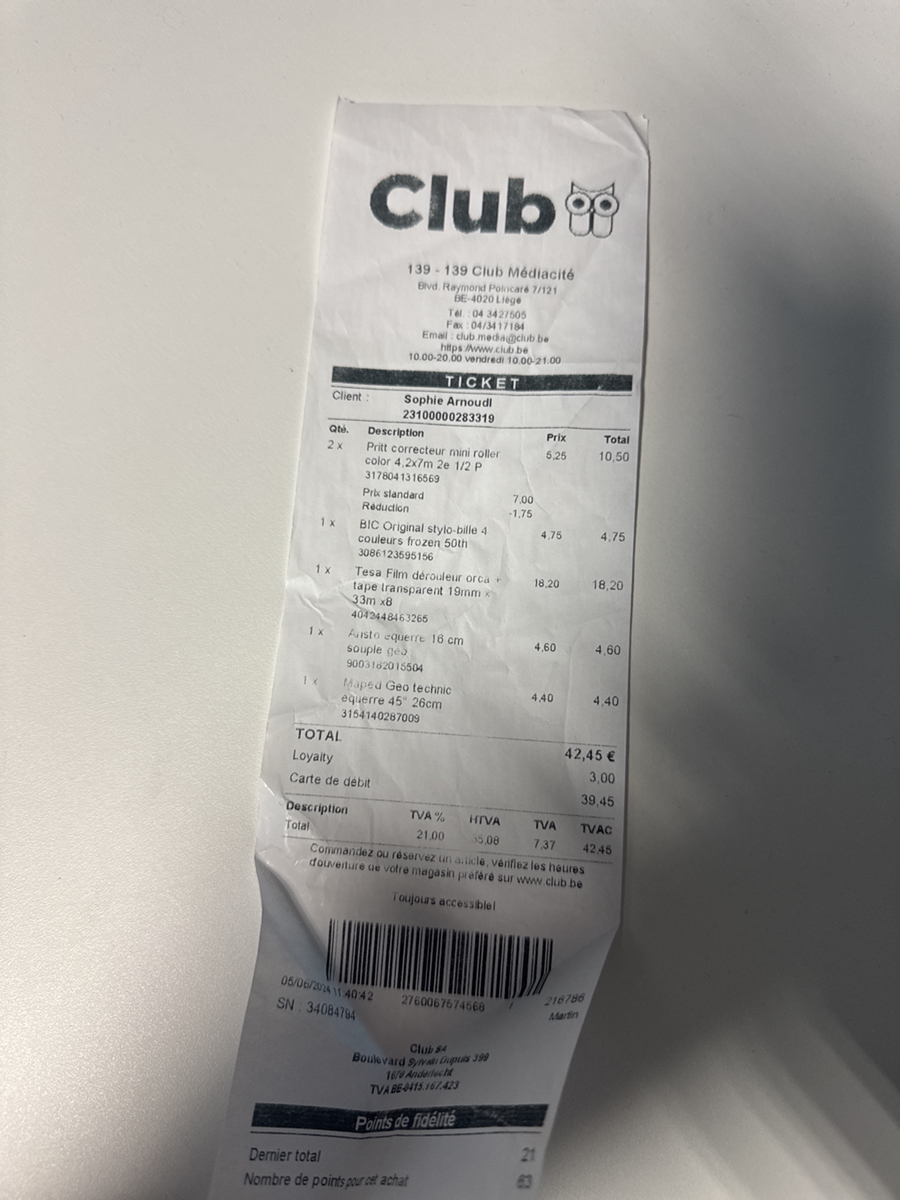 Club
139 - 139 Club Médiacité
Blvd. Raymond Poincaré 7/121
BE-4020 Liège
Tél. : 04 3427505
Fax : 04/3417184
Email : club.media@club.be
https://www.club.be
10.00-20.00 vendredi 10.00-21.00
TICKET
Client : Sophie Arnoudl
23100000283319
Qté. Description Prix Total
2 x Pritt correcteur mini roller 5,25 10,50
color 4,2x7m 2e 1/2 P
3178041316569
Prix standard 7,00
Réduction -1,75
1 x BIC Original stylo-bille 4 4,75 4,75
couleurs frozen 50th
3086123595156
1 x Tesa Film dérouleur orca + 18,20 18,20
tape transparent 19mm x
33m x8
4042448463265
1 x Aristo équerre 16 cm 4,60 4,60
souple géo
9003182015504
1 x Maped Geo technic 4,40 4,40
équerre 45° 26cm
3154140287009
TOTAL 42,45 €
Loyalty 3,00
Carte de débit 39,45
Description TVA % HTVA TVA TVAC
Total 21,00 35,08 7,37 42,45
Commandez ou réservez un article, vérifiez les heures
d'ouverture de votre magasin préféré sur www.club.be
Toujours accessible!
05/06/2024 11:40:42 2760067574568 / 216786
SN : 34084794 Martin
Club SA
Boulevard Sylvain Dupuis 399
1070 Anderlecht
TVA BE-0415.167.423
Points de fidélité
Dernier total 21
Nombre de points pour cet achat 63